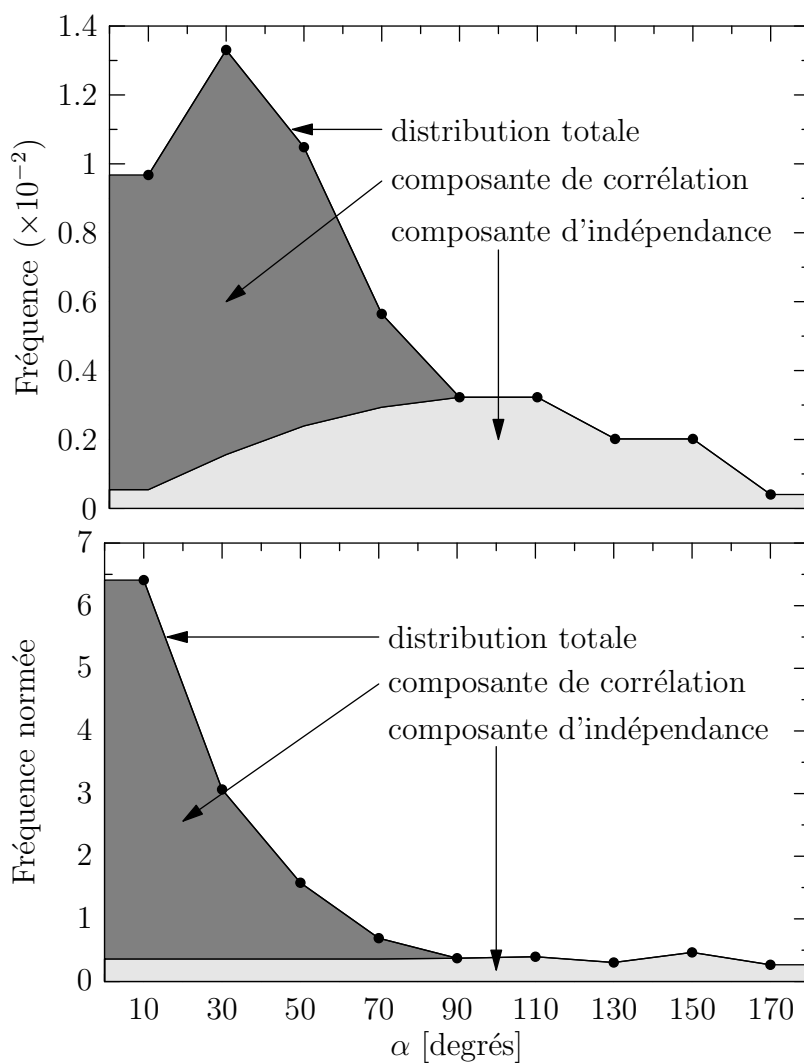 1.4
1.2
1
0.8
0.6
0.4
0.2
0
Fréquence (×10−2)
distribution totale
composante de corrélation
composante d'indépendance
7
6
5
4
3
2
1
0
Fréquence normée
distribution totale
composante de corrélation
composante d'indépendance
10 30 50 70 90 110 130 150 170
α [degrés]